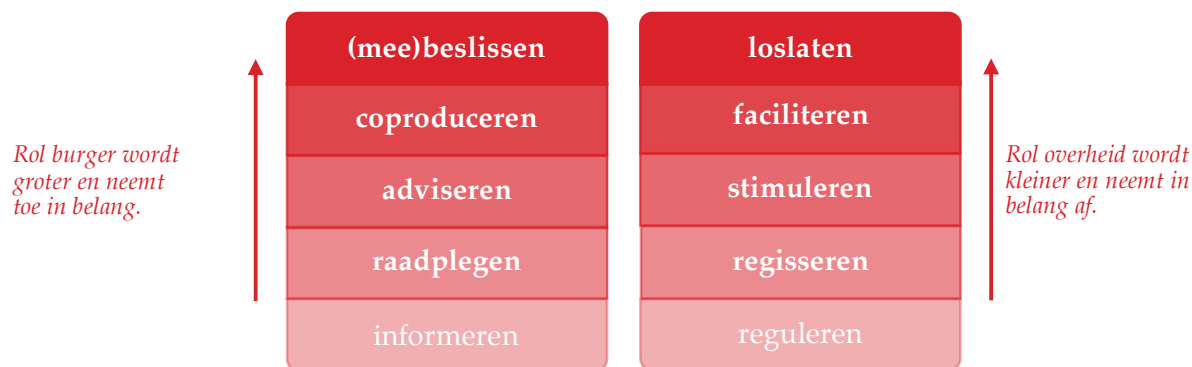 (mee)beslissen
coproduceren
adviseren
raadplegen
informeren
loslaten
faciliteren
stimuleren
regisseren
reguleren
Rol burger wordt
groter en neemt
toe in belang.
Rol overheid wordt
kleiner en neemt in
belang af.